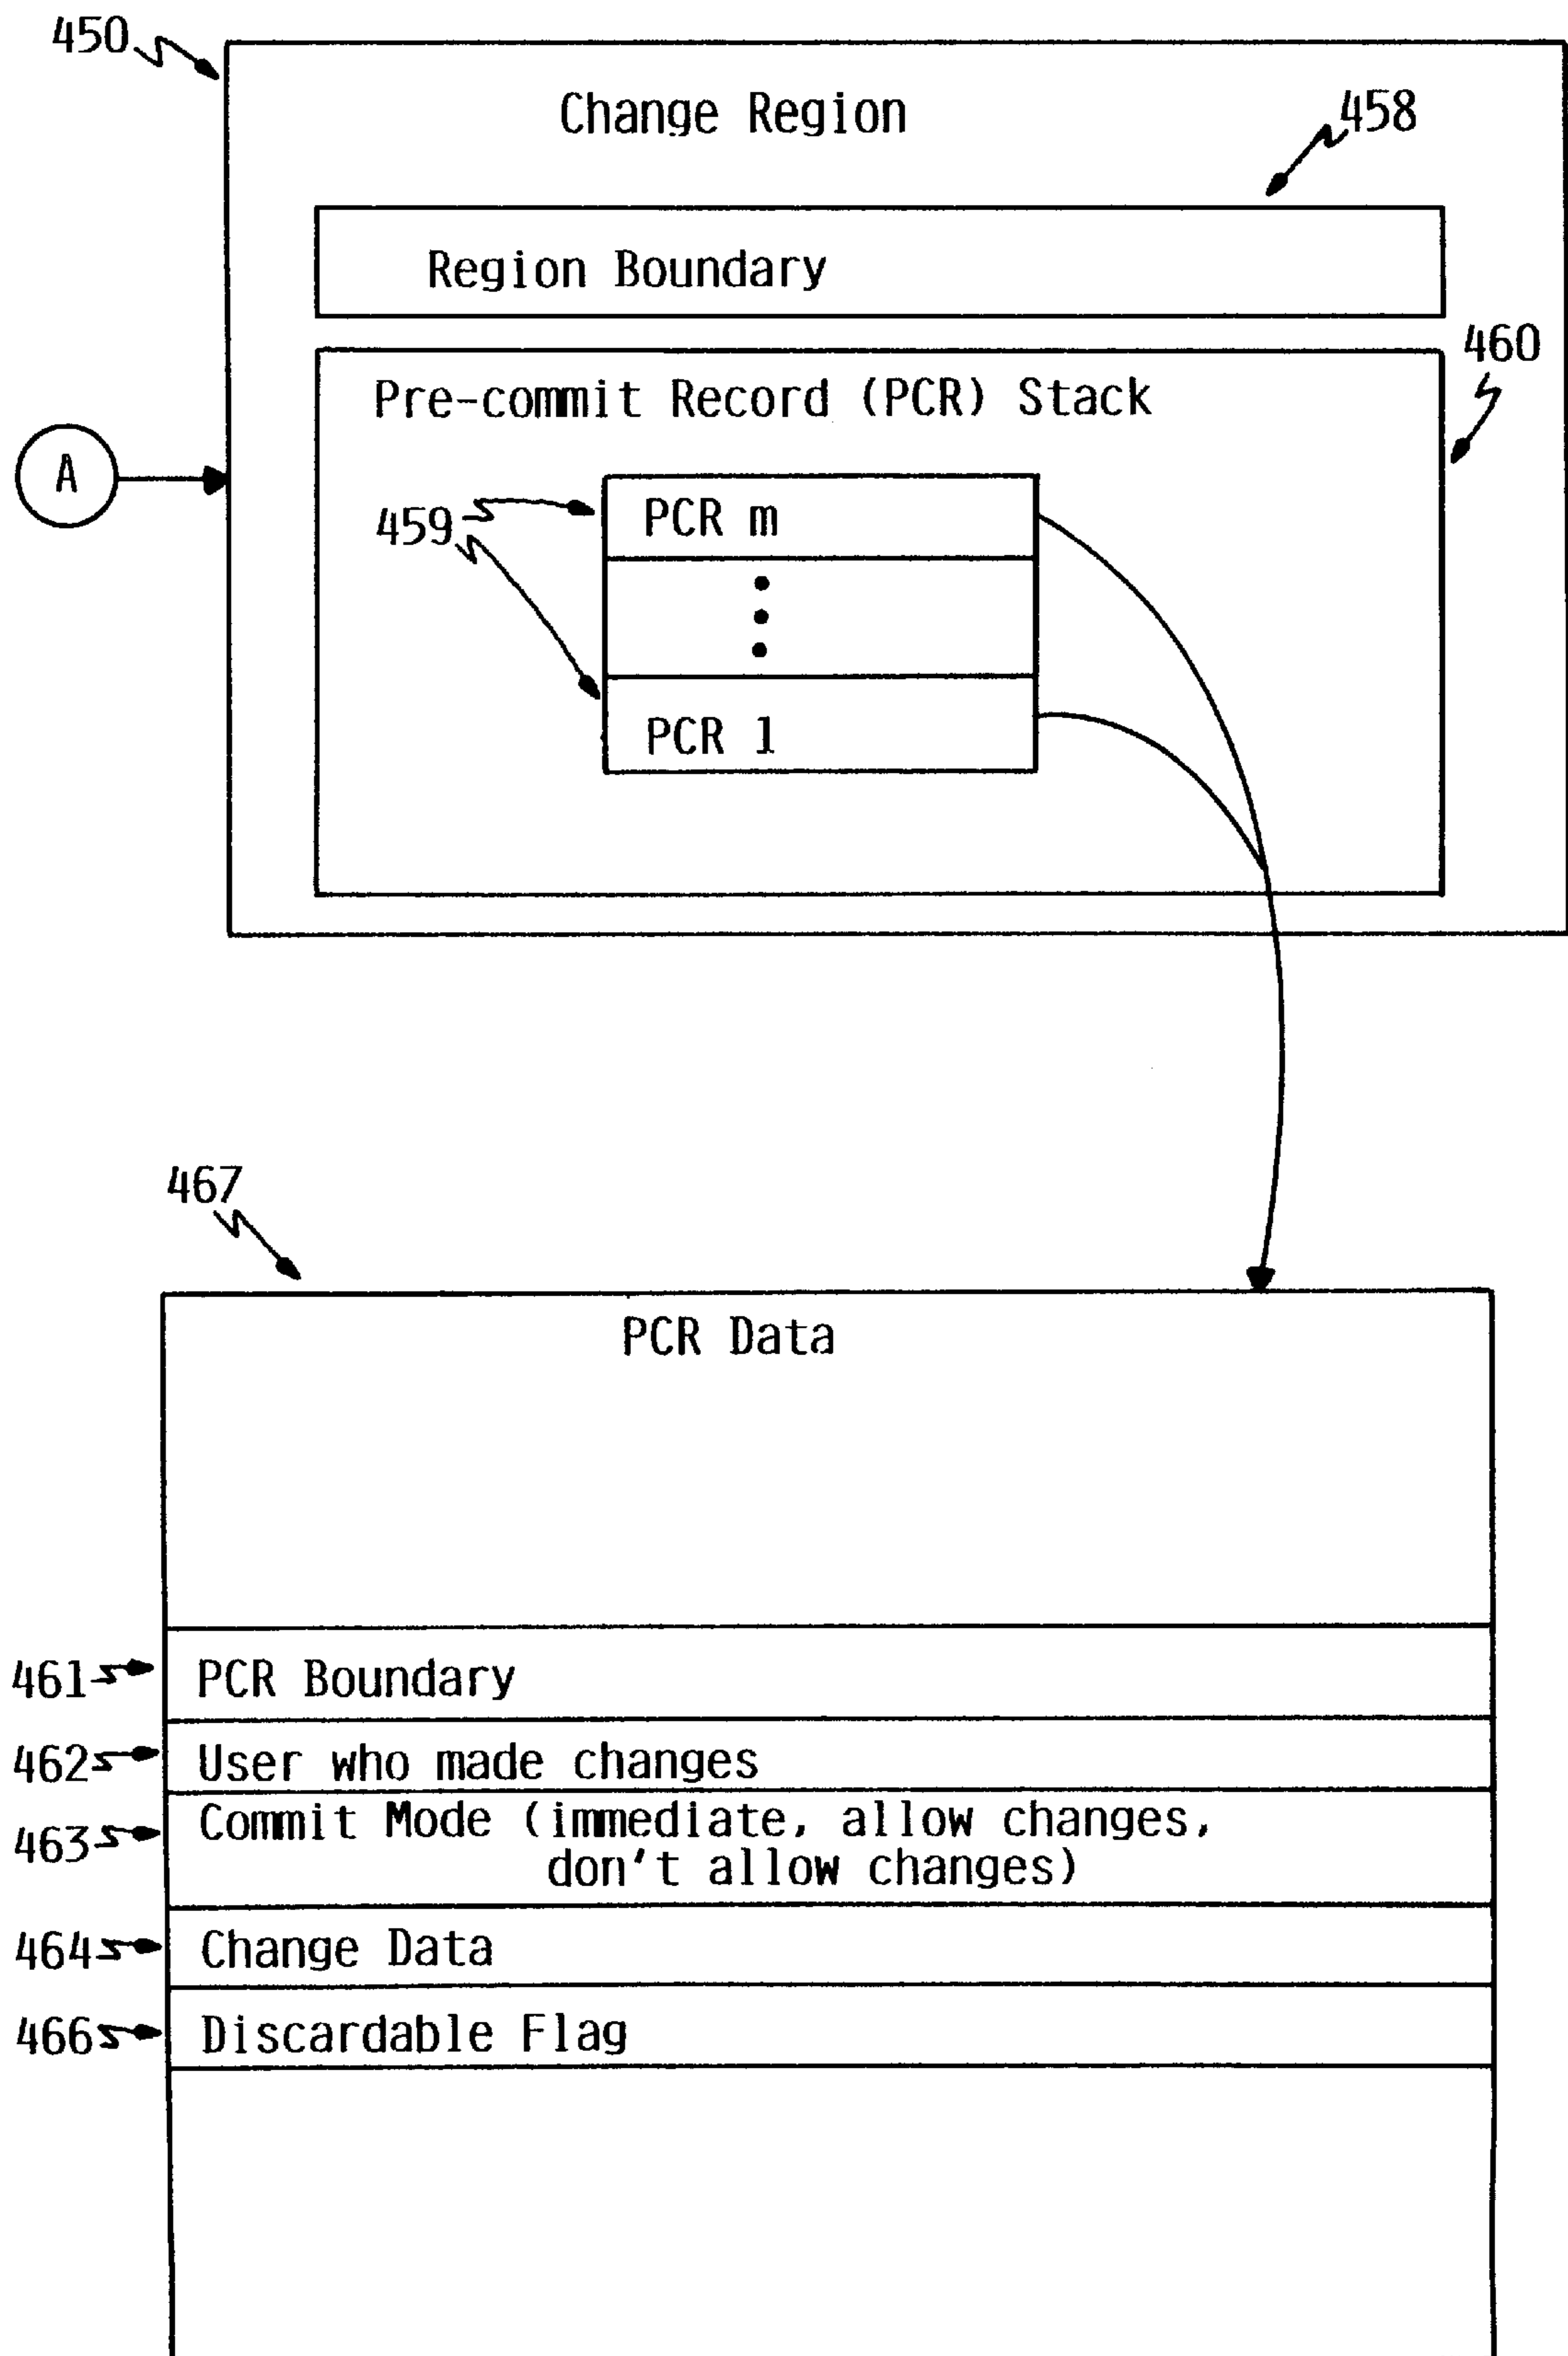 450
Change Region
458
Region Boundary
460
Pre-commit Record (PCR) Stack
A
459
PCR m
PCR 1
467
PCR Data
461
PCR Boundary
462
User who made changes
463
Commit Mode (immediate, allow changes,
don't allow changes)
464
Change Data
466
Discardable Flag